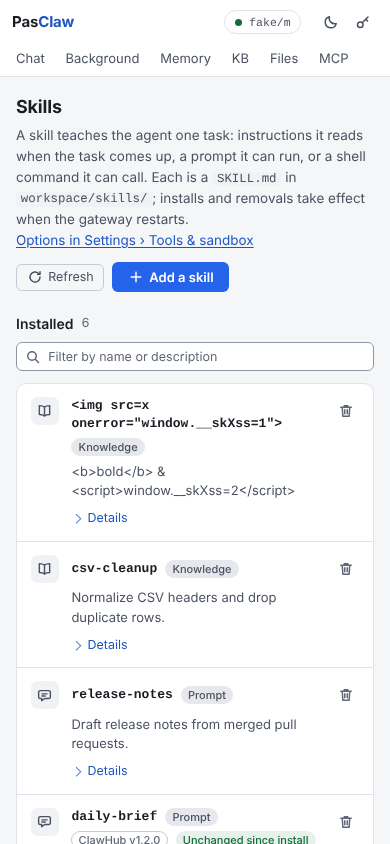 PasClaw
fake/m
Chat Background Memory KB Files MCP
Skills
A skill teaches the agent one task: instructions it reads
when the task comes up, a prompt it can run, or a shell
command it can call. Each is a SKILL.md in
workspace/skills/ ; installs and removals take effect
when the gateway restarts.
Options in Settings › Tools & sandbox
Refresh
Add a skill
Installed 6
Filter by name or description
<img src=x
onerror="window.__skXss=1">
Knowledge
<b>bold</b> &
<script>window.__skXss=2</script>
Details
csv-cleanup Knowledge
Normalize CSV headers and drop
duplicate rows.
Details
release-notes Prompt
Draft release notes from merged pull
requests.
Details
daily-brief Prompt
ClawHub v1.2.0 Unchanged since install